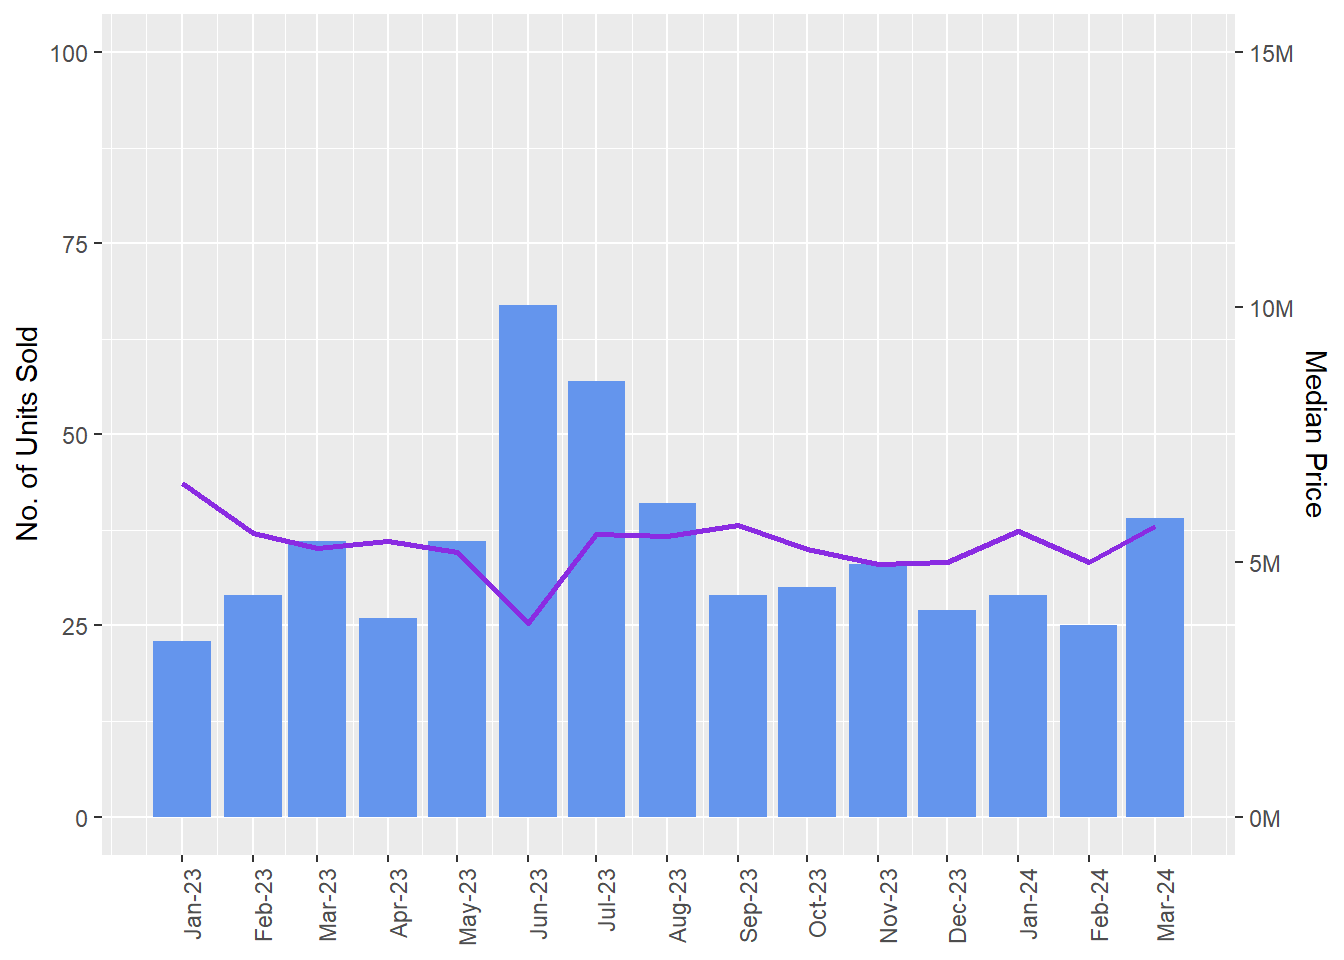 100
75
50
25
0
No. of Units Sold
15M
10M
5M
0M
Median Price
Jan-23
Feb-23
Mar-23
Apr-23
May-23
Jun-23
Jul-23
Aug-23
Sep-23
Oct-23
Nov-23
Dec-23
Jan-24
Feb-24
Mar-24